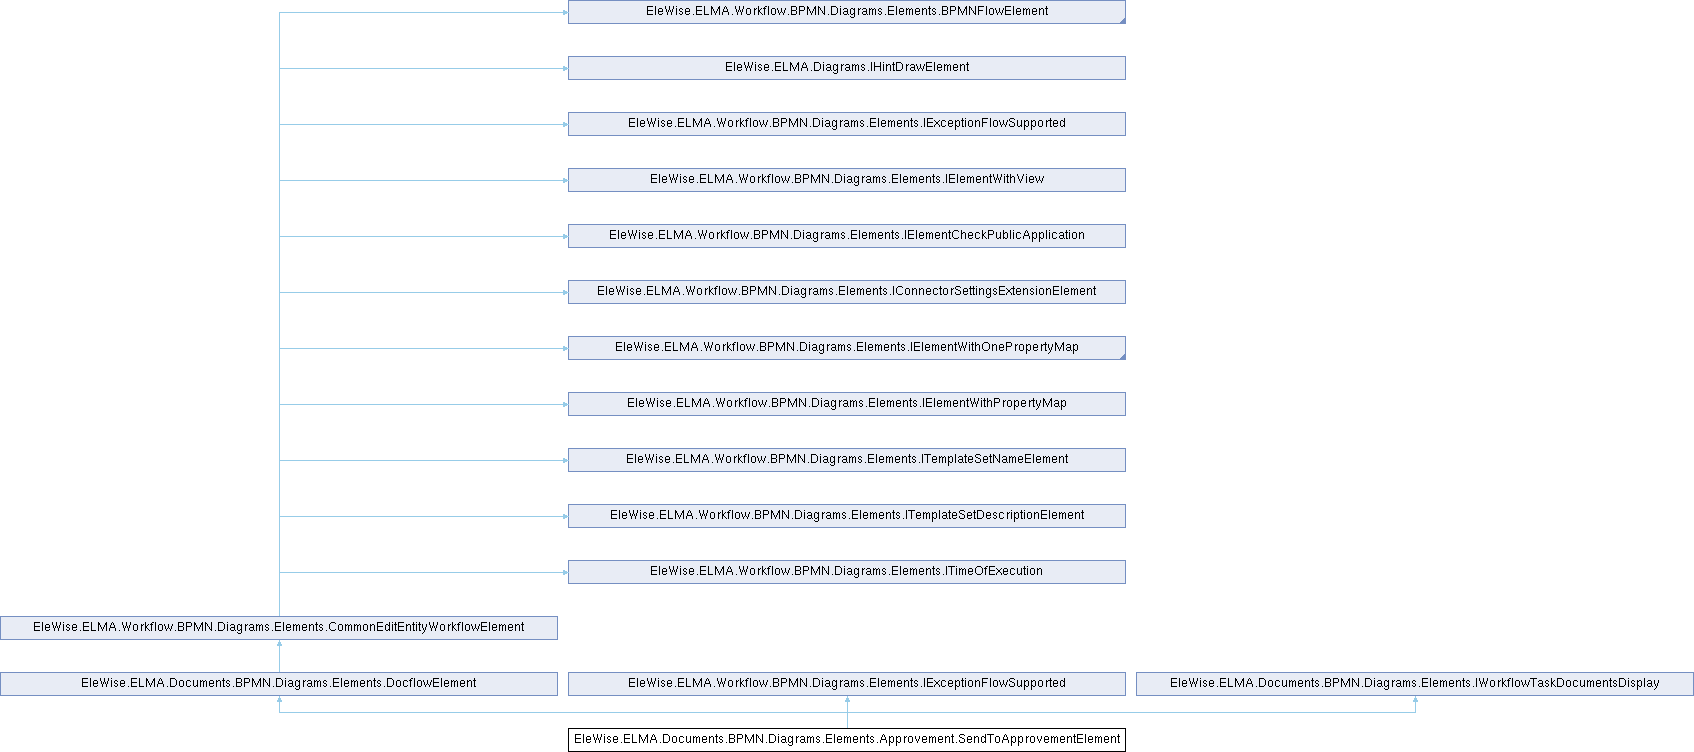 EleWise.ELMA.Workflow.BPMN.Diagrams.Elements.BPMNFlowElement
EleWise.ELMA.Diagrams.IHintDrawElement
EleWise.ELMA.Workflow.BPMN.Diagrams.Elements.IExceptionFlowSupported
EleWise.ELMA.Workflow.BPMN.Diagrams.Elements.IElementWithView
EleWise.ELMA.Workflow.BPMN.Diagrams.Elements.IElementCheckPublicApplication
EleWise.ELMA.Workflow.BPMN.Diagrams.Elements.IConnectorSettingsExtensionElement
EleWise.ELMA.Workflow.BPMN.Diagrams.Elements.IElementWithOnePropertyMap
EleWise.ELMA.Workflow.BPMN.Diagrams.Elements.IElementWithPropertyMap
EleWise.ELMA.Workflow.BPMN.Diagrams.Elements.ITemplateSetNameElement
EleWise.ELMA.Workflow.BPMN.Diagrams.Elements.ITemplateSetDescriptionElement
EleWise.ELMA.Workflow.BPMN.Diagrams.Elements.ITimeOfExecution
EleWise.ELMA.Workflow.BPMN.Diagrams.Elements.CommonEditEntityWorkflowElement
EleWise.ELMA.Documents.BPMN.Diagrams.Elements.DocflowElement
EleWise.ELMA.Workflow.BPMN.Diagrams.Elements.IExceptionFlowSupported
EleWise.ELMA.Documents.BPMN.Diagrams.Elements.IWorkflowTaskDocumentsDisplay
EleWise.ELMA.Documents.BPMN.Diagrams.Elements.Approvement.SendToApprovementElement